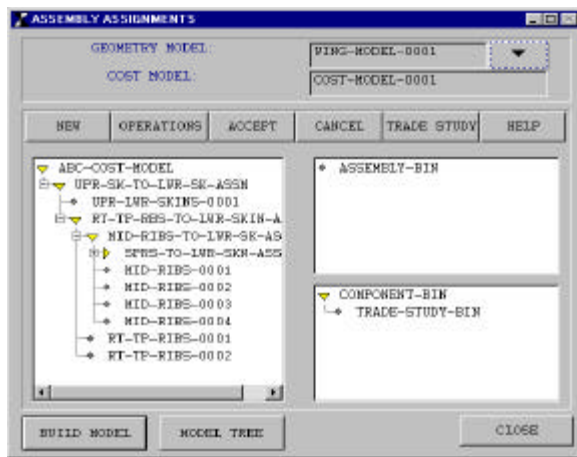 ASSEMBLY ASSIGNMENTS
GEOMETRY MODEL:
WING-MODEL-0001
COST MODEL:
COST-MODEL-0001
NEW OPERATIONS ACCEPT CANCEL TRADE STUDY HELP
ABC-COST-MODEL
UPR-SK-TO-LWR-SK-ASSM
UPR-LWR-SKINS-0001
RT-TP-RBS-TO-LWR-SKIN-A
MID-RIBS-TO-LWR-SK-AS
SPRS-TO-LWR-SKN-ASS
MID-RIBS-0001
MID-RIBS-0002
MID-RIBS-0003
MID-RIBS-0004
RT-TP-RIBS-0001
RT-TP-RIBS-0002
ASSEMBLY-BIN
COMPONENT-BIN
TRADE-STUDY-BIN
BUILD MODEL MODEL TREE CLOSE